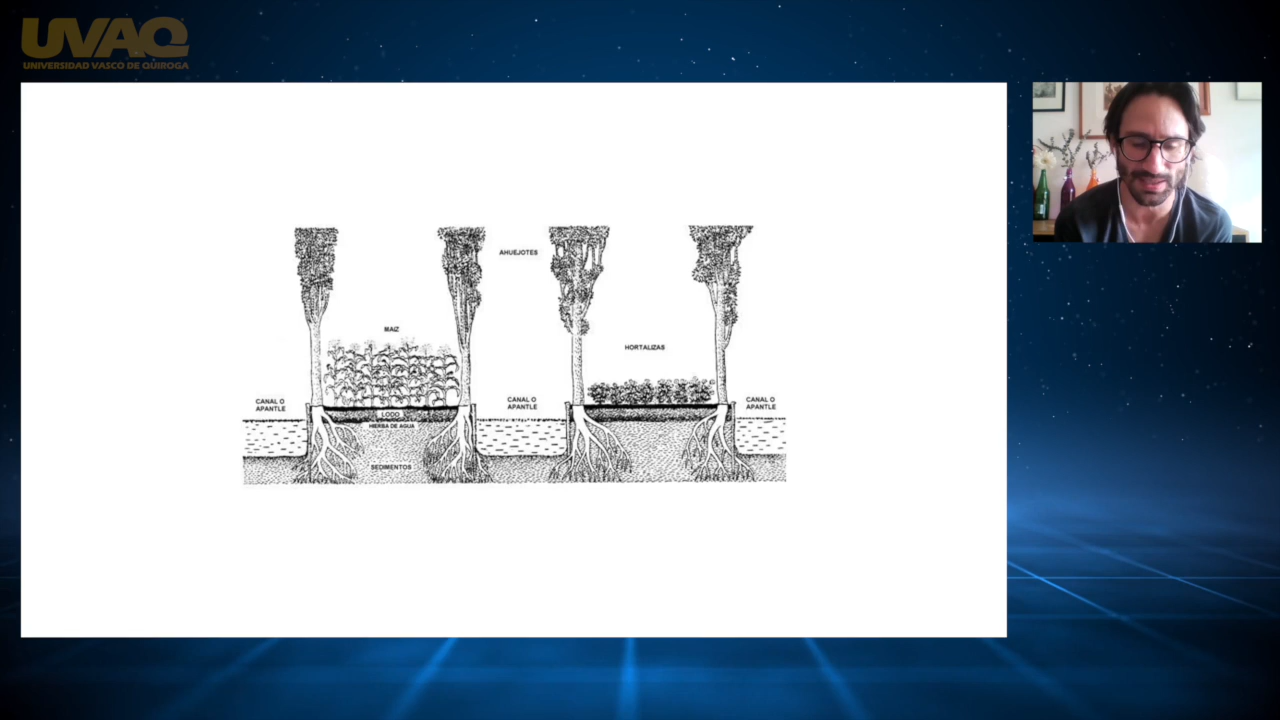 UVAQ
UNIVERSIDAD VASCO DE QUIROGA
AHUEJOTES
MAIZ
HORTALIZAS
CANAL O
APANTLE
CANAL O
APANTLE
CANAL O
APANTLE
LODO
HIERBA DE AGUA
SEDIMENTOS